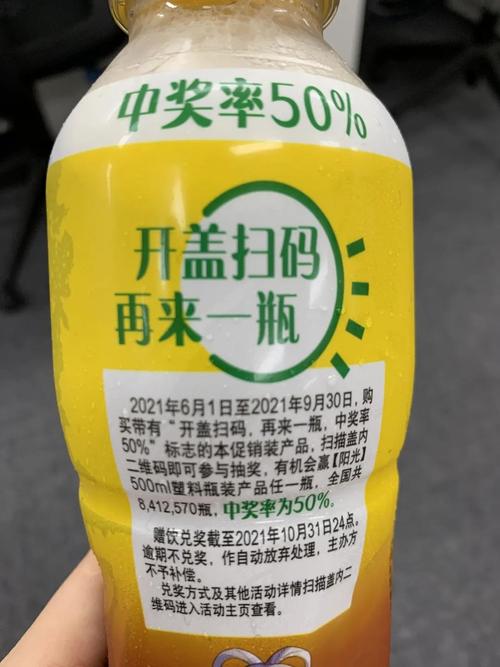 中奖率50%
开盖扫码
再来一瓶
2021年6月1日至2021年9月30日，购
买带有“开盖扫码，再来一瓶，中奖率
50%”标志的本促销装产品，扫描盖内
二维码即可参与抽奖，有机会赢【阳光】
500ml塑料瓶装产品任一瓶，全国共
8,412,570瓶，中奖率为50%。
赠饮兑奖截至2021年10月31日24点。
逾期不兑奖，作自动放弃处理，主办方
不予补偿。
兑奖方式及其他活动详情扫描盖内二
维码进入活动主页查看。